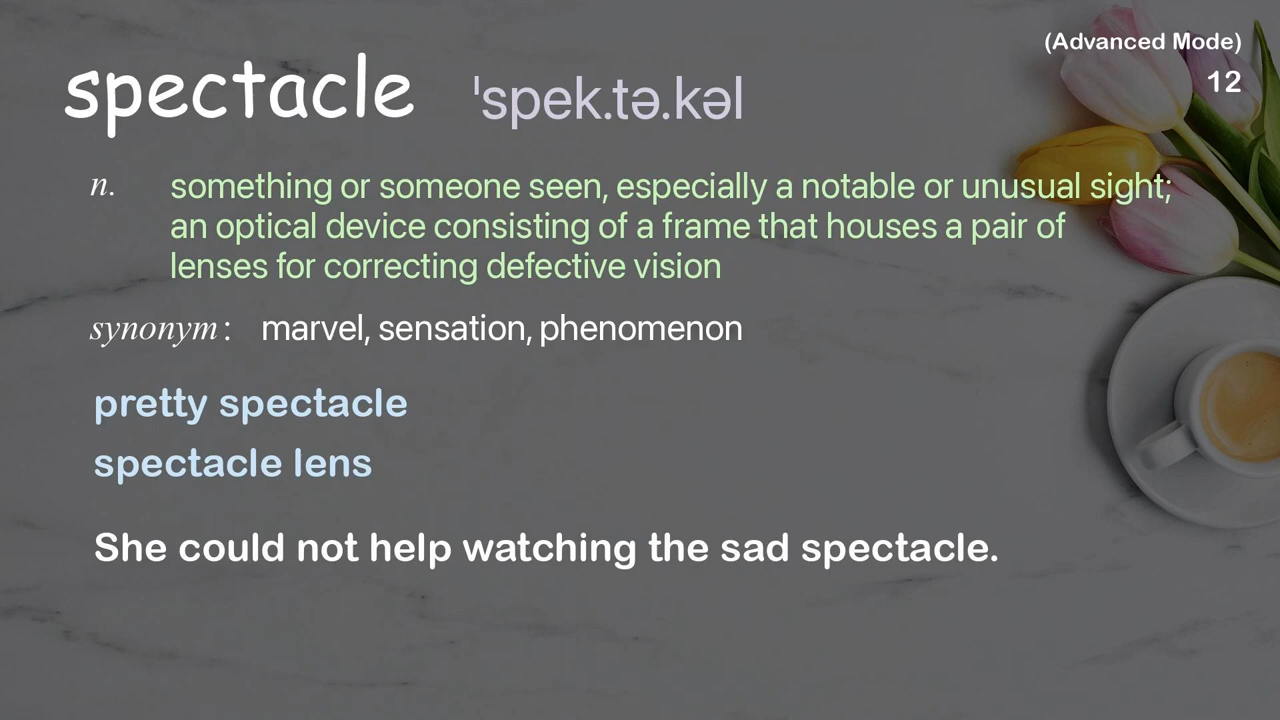 (Advanced Mode)
12
spectacle ˈspek.tə.kəl
n. something or someone seen, especially a notable or unusual sight;
an optical device consisting of a frame that houses a pair of
lenses for correcting defective vision
synonym: marvel, sensation, phenomenon
pretty spectacle
spectacle lens
She could not help watching the sad spectacle.